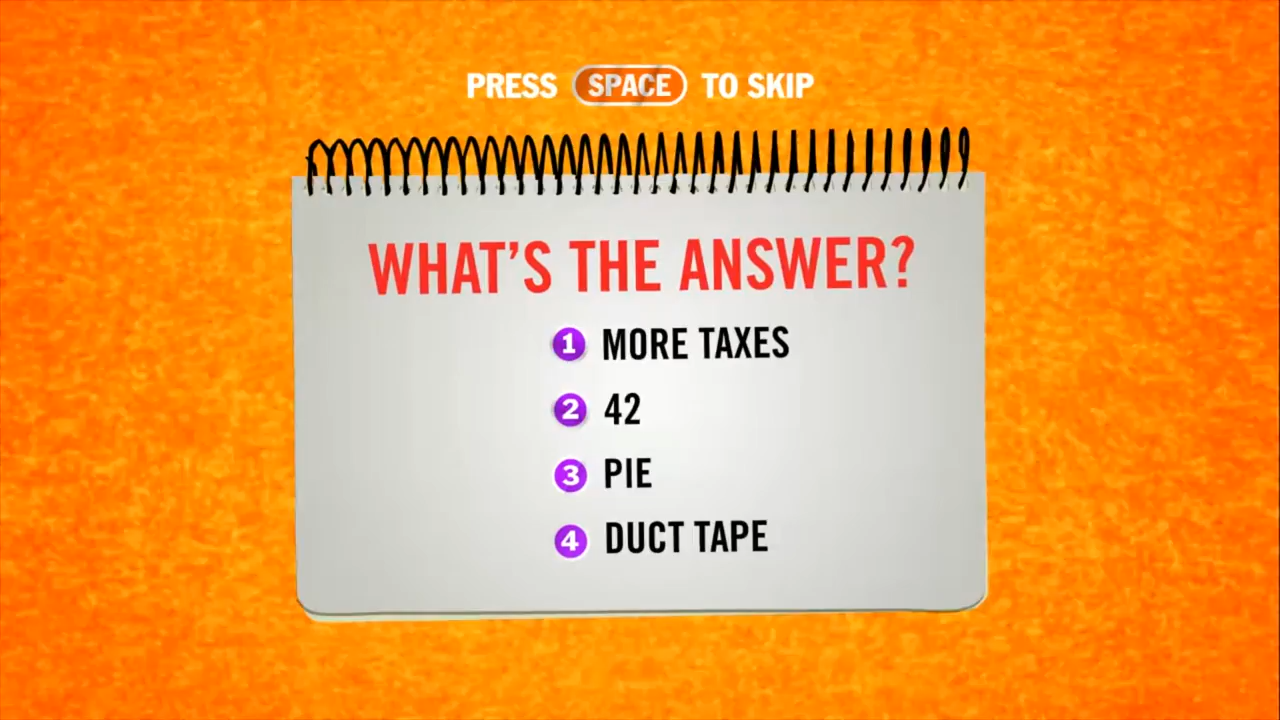 PRESS SPACE TO SKIP
WHAT'S THE ANSWER?
1 MORE TAXES
2 42
3 PIE
4 DUCT TAPE